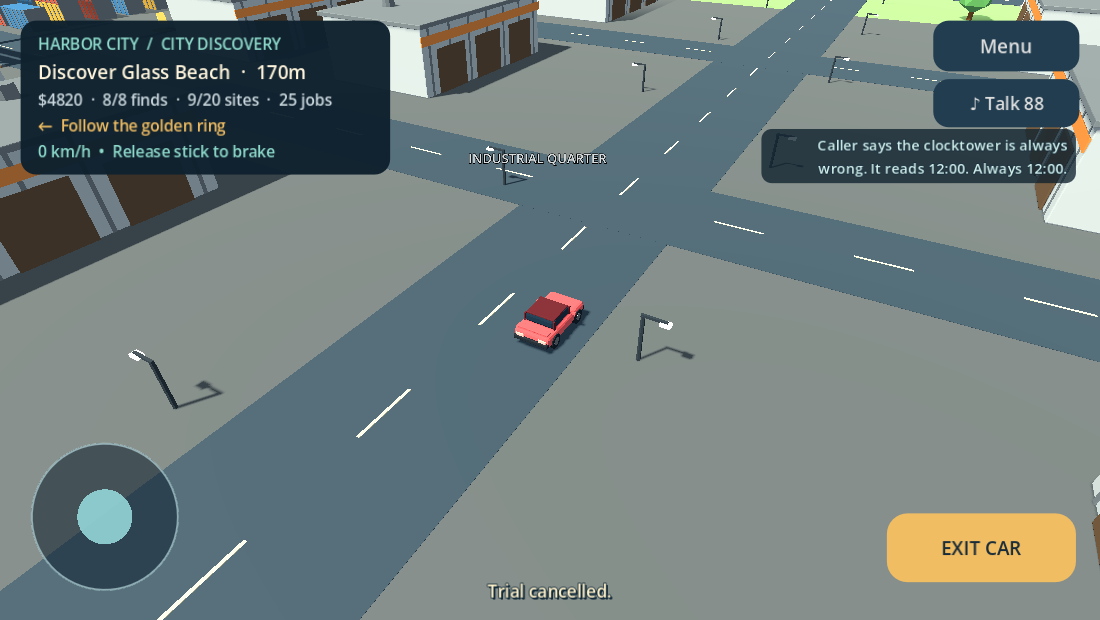 HARBOR CITY / CITY DISCOVERY
Discover Glass Beach · 170m
$4820 · 8/8 finds · 9/20 sites · 25 jobs
← Follow the golden ring
0 km/h • Release stick to brake
Menu
♪ Talk 88
Caller says the clocktower is always
wrong. It reads 12:00. Always 12:00.
INDUSTRIAL QUARTER
EXIT CAR
Trial cancelled.